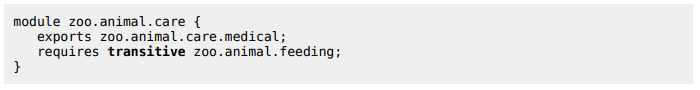 module zoo.animal.care {
   exports zoo.animal.care.medical;
   requires transitive zoo.animal.feeding;
}